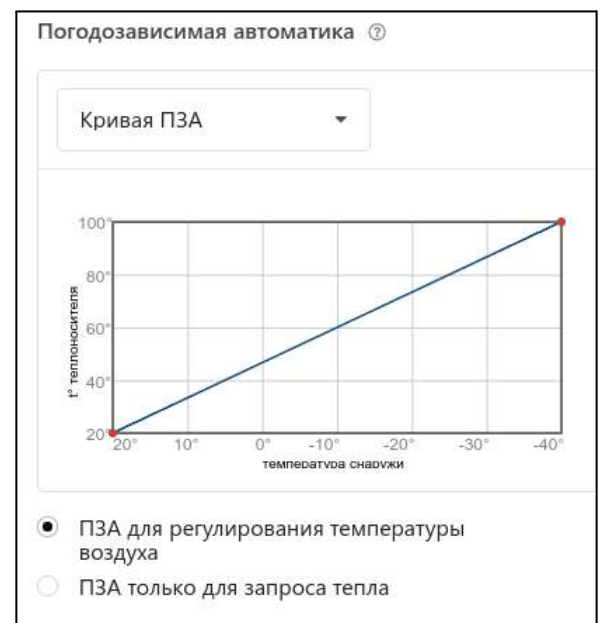 Погодозависимая автоматика ?
Кривая ПЗА
100°
80°
60°
40°
20°
t° теплоносителя
20° 10° 0° -10° -20° -30° -40°
температура снаружи
ПЗА для регулирования температуры
воздуха
ПЗА только для запроса тепла